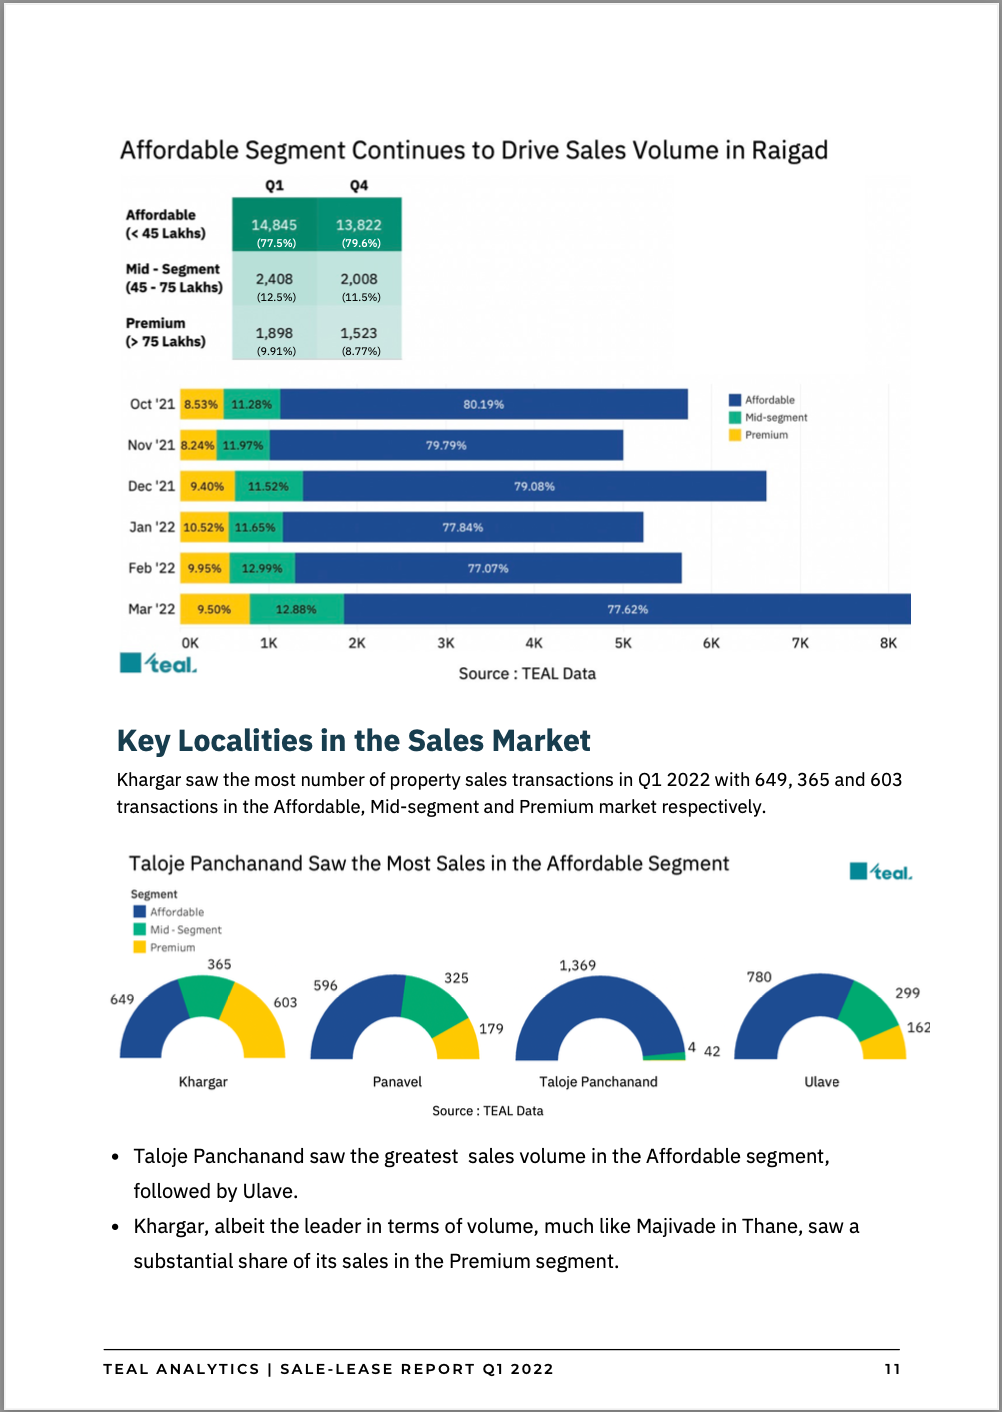 Affordable Segment Continues to Drive Sales Volume in Raigad
Q1 Q4
Affordable
(< 45 Lakhs)
14,845 13,822
(77.5%) (79.6%)
Mid - Segment
(45 - 75 Lakhs)
2,408 2,008
(12.5%) (11.5%)
Premium
(> 75 Lakhs)
1,898 1,523
(9.91%) (8.77%)
Oct '21 8.53% 11.28% 80.19%
Affordable
Mid-segment
Premium
Nov '21 8.24% 11.97% 79.79%
Dec '21 9.40% 11.52% 79.08%
Jan '22 10.52% 11.65% 77.84%
Feb '22 9.95% 12.99% 77.07%
Mar '22 9.50% 12.88% 77.62%
0K 1K 2K 3K 4K 5K 6K 7K 8K
teal.
Source : TEAL Data
Key Localities in the Sales Market
Khargar saw the most number of property sales transactions in Q1 2022 with 649, 365 and 603
transactions in the Affordable, Mid-segment and Premium market respectively.
Taloje Panchanand Saw the Most Sales in the Affordable Segment
teal.
Segment
Affordable
Mid - Segment
Premium
649 365 603
596 325 179
1,369 4 42
780 299 162
Khargar Panavel Taloje Panchanand Ulave
Source : TEAL Data
• Taloje Panchanand saw the greatest  sales volume in the Affordable segment,
followed by Ulave.
• Khargar, albeit the leader in terms of volume, much like Majivade in Thane, saw a
substantial share of its sales in the Premium segment.
TEAL ANALYTICS | SALE-LEASE REPORT Q1 2022 11